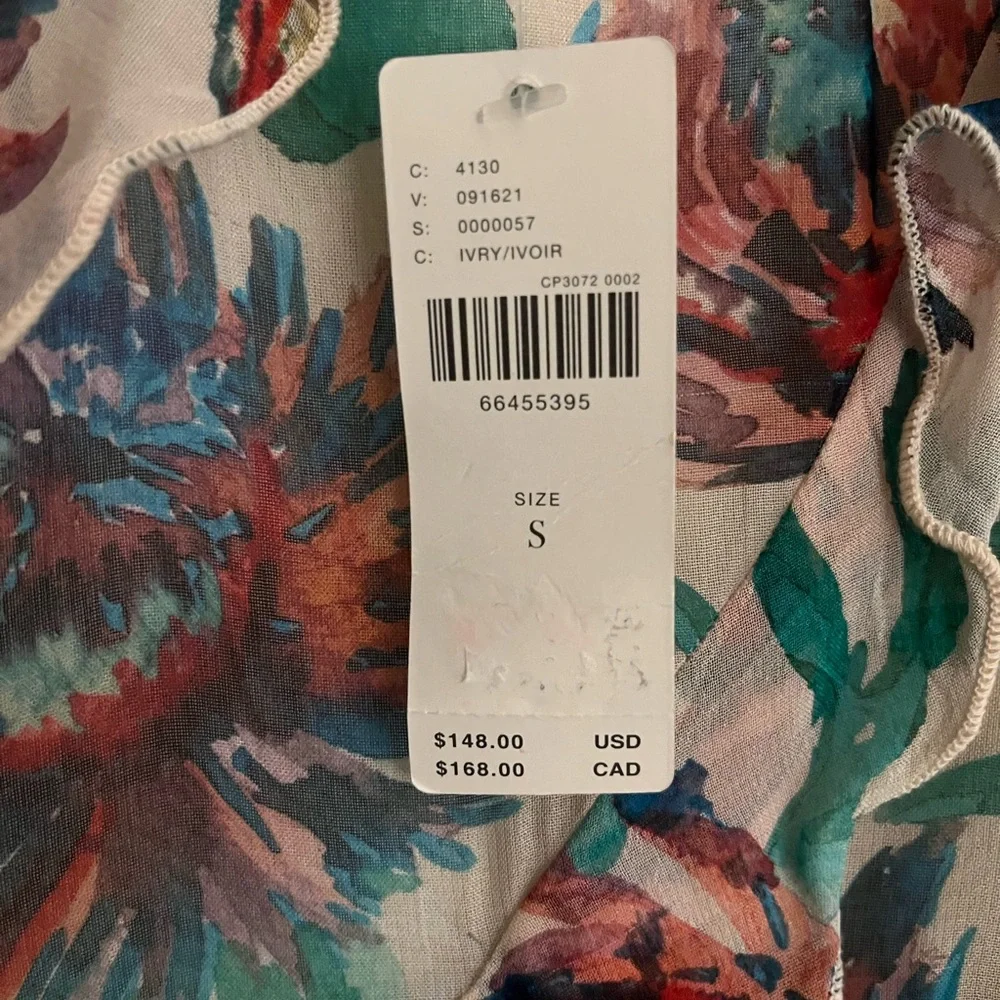 C: 4130
V: 091621
S: 0000057
C: IVRY/IVOIR
CP3072 0002
66455395
SIZE
S
$148.00 USD
$168.00 CAD